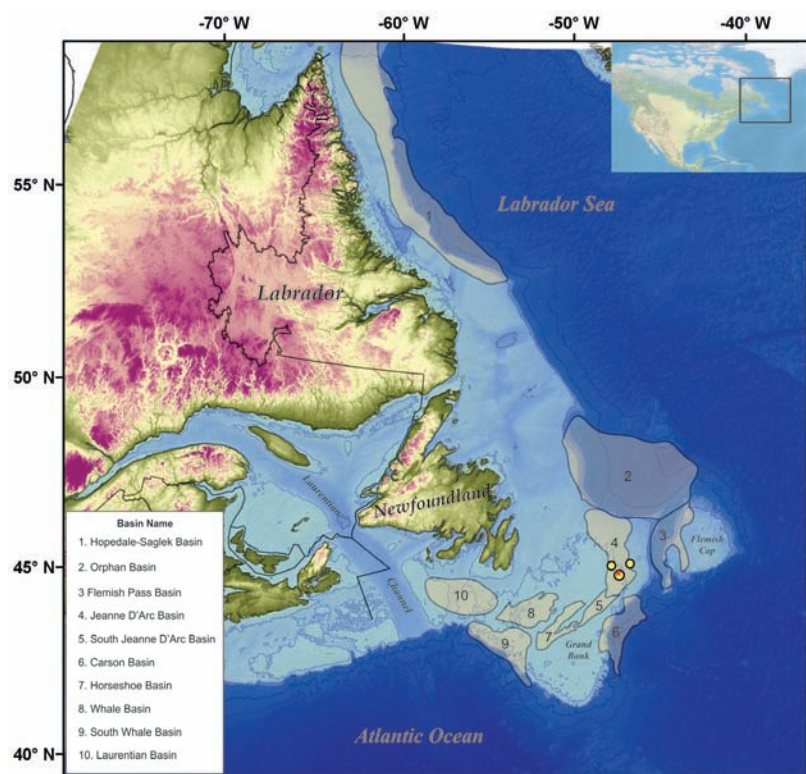 -70° W
-60° W
-50° W
-40° W
55° N
50° N
45° N
40° N
Labrador Sea
1
Labrador
Laurentian
Newfoundland
2
3
Flemish
Cap
4
5
Channel
10
8
7
6
9
Grand
Bank
Atlantic Ocean
Basin Name
1. Hopedale-Saglek Basin
2. Orphan Basin
3 Flemish Pass Basin
4. Jeanne D'Arc Basin
5. South Jeanne D'Arc Basin
6. Carson Basin
7. Horseshoe Basin
8. Whale Basin
9. South Whale Basin
10. Laurentian Basin